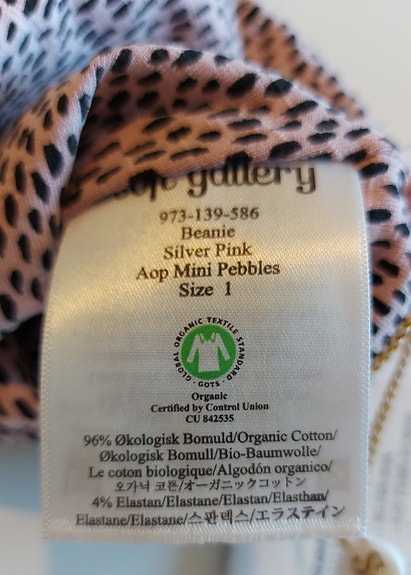 soft gallery
973-139-586
Beanie
Silver Pink
Aop Mini Pebbles
Size 1
GLOBAL ORGANIC TEXTILE STANDARD
· GOTS ·
Organic
Certified by Control Union
CU 842535
96% Økologisk Bomuld/Organic Cotton/
Økologisk Bomull/Bio-Baumwolle/
Le coton biologique/Algodón organico/
오가닉 코튼/オーガニックコットン
4% Elastan/Elastane/Elastan/Elasthan/
Elastane/Elastane/스판덱스/エラステイン